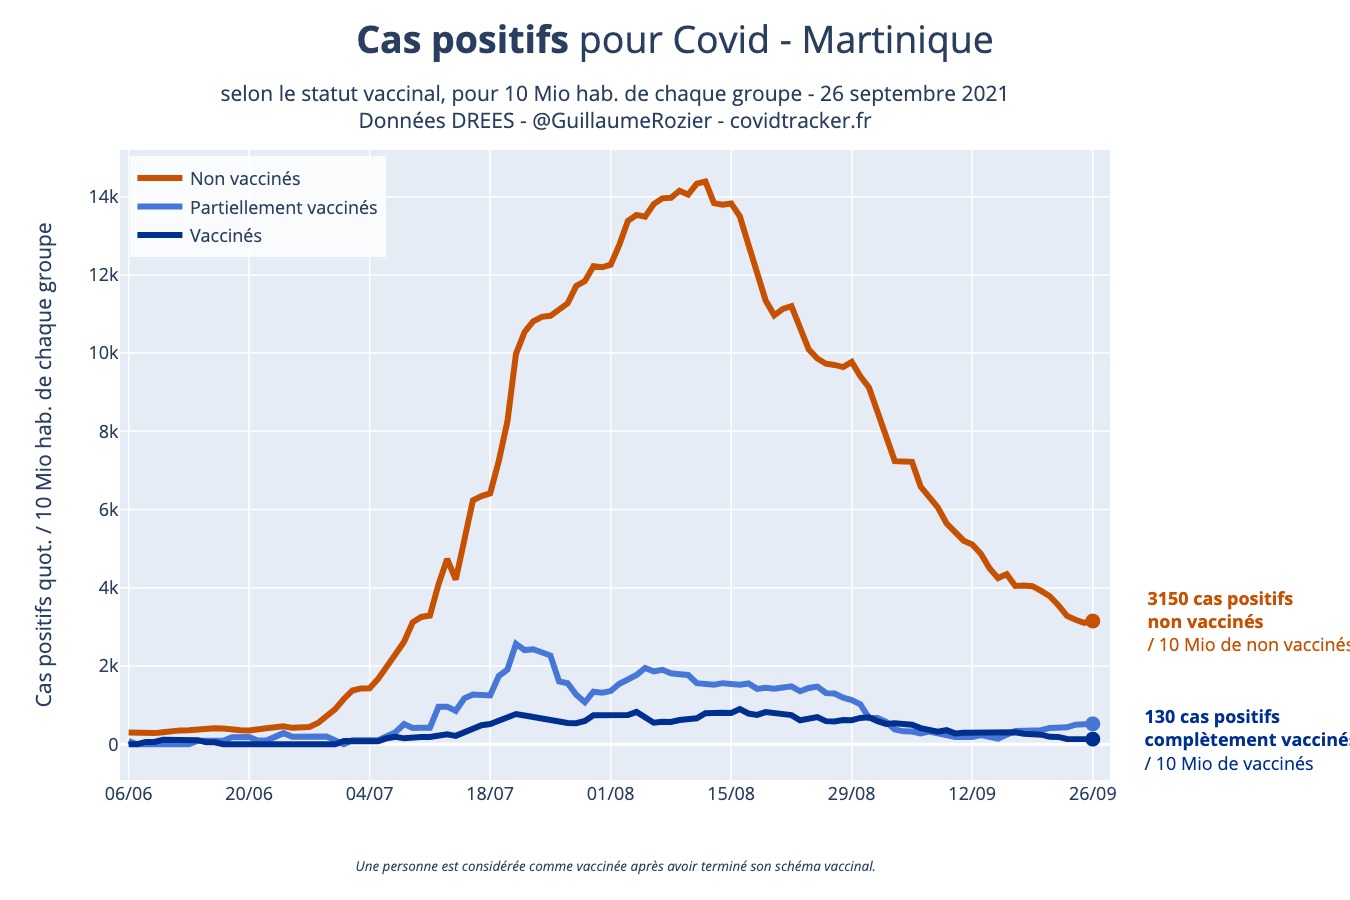 Cas positifs pour Covid - Martinique
selon le statut vaccinal, pour 10 Mio hab. de chaque groupe - 26 septembre 2021
Données DREES - @GuillaumeRozier - covidtracker.fr
Non vaccinés
Partiellement vaccinés
Vaccinés
Cas positifs quot. / 10 Mio hab. de chaque groupe
14k
12k
10k
8k
6k
4k
2k
0
06/06
20/06
04/07
18/07
01/08
15/08
29/08
12/09
26/09
3150 cas positifs
non vaccinés
/ 10 Mio de non vaccinés
130 cas positifs
complètement vaccinés
/ 10 Mio de vaccinés
Une personne est considérée comme vaccinée après avoir terminé son schéma vaccinal.